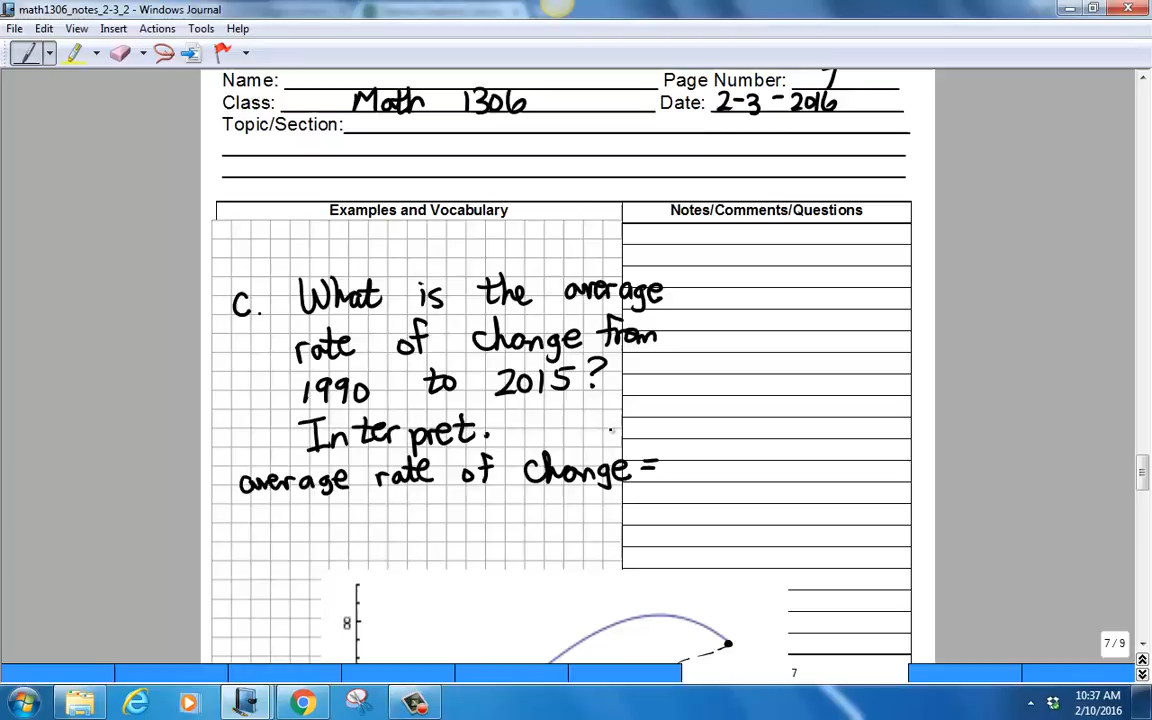 math1306_notes_2-3_2 - Windows Journal
File Edit View Insert Actions Tools Help
Name: Page Number: 7
Class: Math 1306 Date: 2-3-2016
Topic/Section:
Examples and Vocabulary Notes/Comments/Questions
c. What is the average
rate of change from
1990 to 2015?
Interpret.
average rate of change =
8
7 / 9
7
10:37 AM
2/10/2016